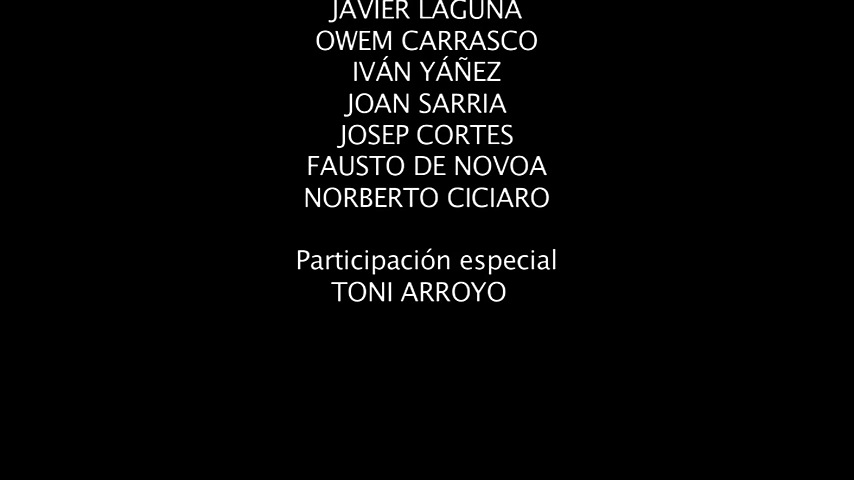 JAVIER LAGUNA
OWEM CARRASCO
IVÁN YÁÑEZ
JOAN SARRIA
JOSEP CORTES
FAUSTO DE NOVOA
NORBERTO CICIARO
Participación especial
TONI ARROYO